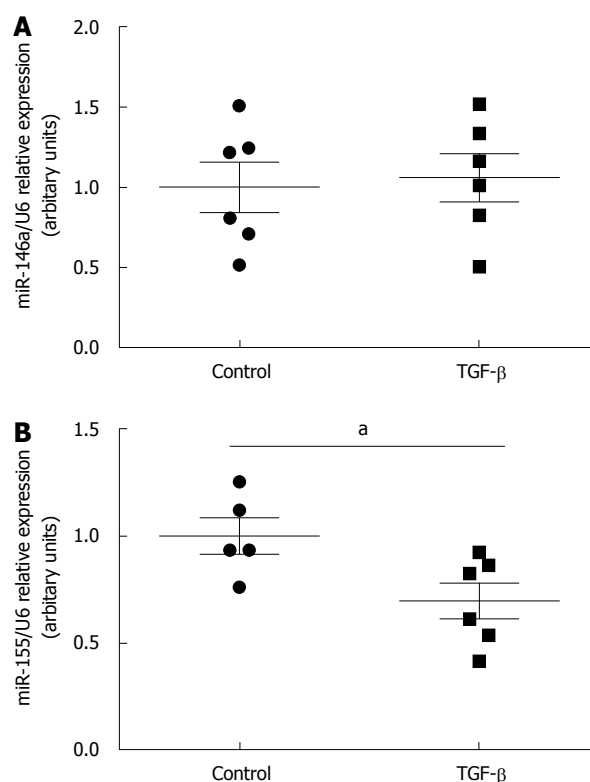 A
miR-146a/U6 relative expression
(arbitary units)
2.0
1.5
1.0
0.5
0.0
Control TGF-β
B
miR-155/U6 relative expression
(arbitary units)
a
1.5
1.0
0.5
0.0
Control TGF-β